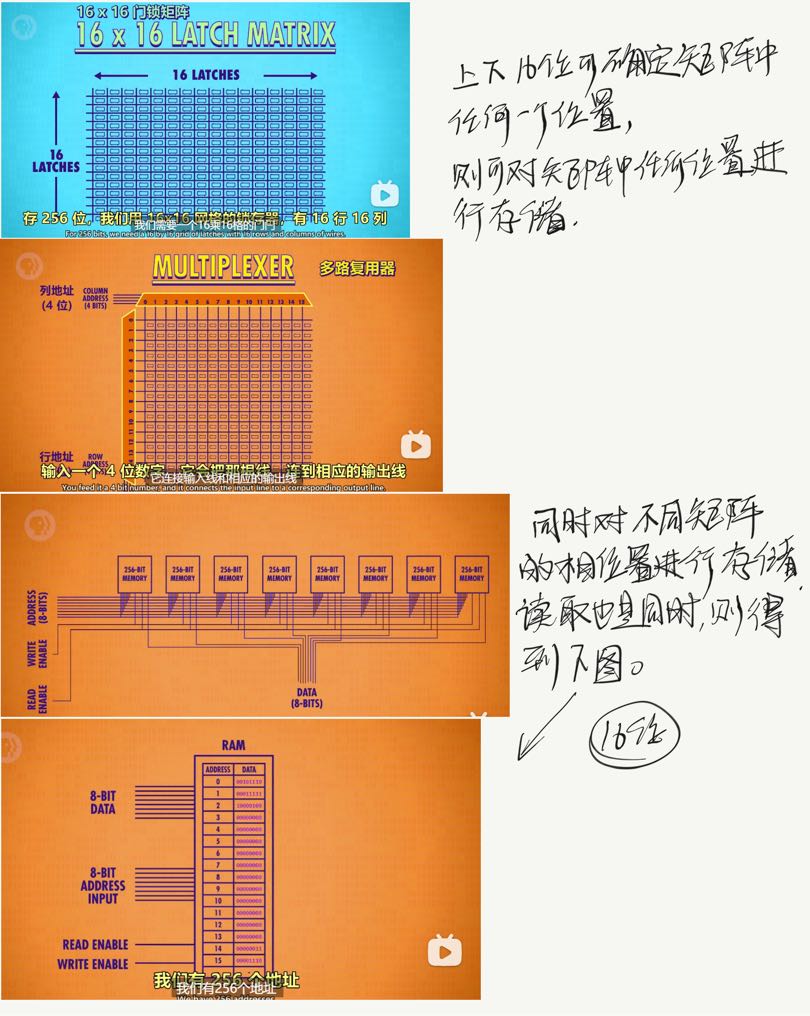 16 x 16 门锁矩阵
16 x 16 LATCH MATRIX
16 LATCHES
16
LATCHES
存 256 位，我们用 16x16 网格的锁存器，有 16 行 16 列
我们需要一个16乘16格的门闩
For 256 bits, we need a 16 by 16 grid of latches with 16 rows and columns of wires.
上下16位可确定矩阵中
任何一个位置，
则可对矩阵中任何位置进
行存储.
MULTIPLEXER
多路复用器
列地址
(4 位)
COLUMN
ADDRESS
(4 BITS)
0 1 2 3 4 5 6 7 8 9 10 11 12 13 14 15
行地址
ROW
输入一个 4 位数字，它会把那根线，连到相应的输出线
它连接输入线和相应的输出线
You feed it a 4 bit number, and it connects the input line to a corresponding output line.
256-BIT MEMORY
256-BIT MEMORY
256-BIT MEMORY
256-BIT MEMORY
256-BIT MEMORY
256-BIT MEMORY
256-BIT MEMORY
256-BIT MEMORY
ADDRESS
(8-BITS)
WRITE
ENABLE
READ
ENABLE
DATA
(8-BITS)
同时对不同矩阵
的相位置进行存储.
读取也是同时,则得
到下图。
16位
RAM
ADDRESS DATA
0 00101110
1 00011111
2 10000100
3 00000000
4 00000000
5 00000000
6 00000000
7 00000000
8 00000000
9 00000000
10 00000000
11 00000000
12 00000000
13 00000000
14 00000011
15 00001110
8-BIT
DATA
8-BIT
ADDRESS
INPUT
READ ENABLE
WRITE ENABLE
我们有 256 个地址
我们有256个地址
We have 256 addresses